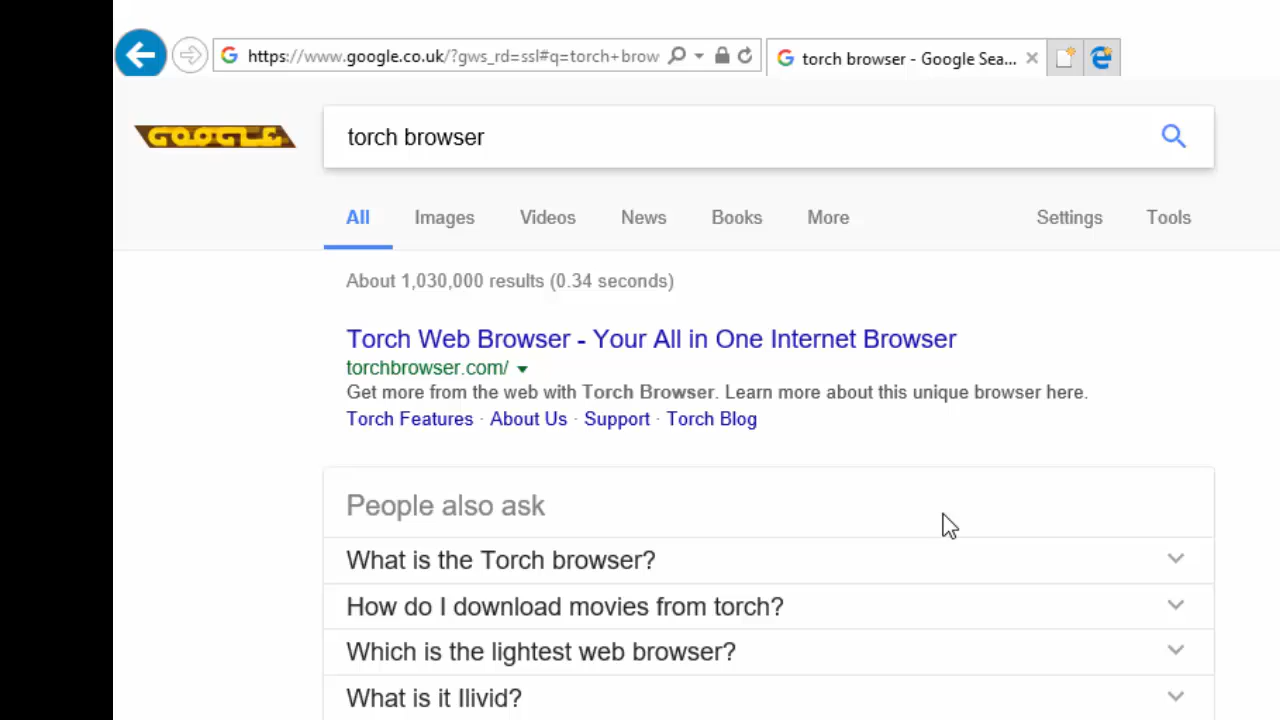 https://www.google.co.uk/?gws_rd=ssl#q=torch+brow
torch browser - Google Sea...
GOOGLE
torch browser
All Images Videos News Books More Settings Tools
About 1,030,000 results (0.34 seconds)
Torch Web Browser - Your All in One Internet Browser
torchbrowser.com/
Get more from the web with Torch Browser. Learn more about this unique browser here.
Torch Features · About Us · Support · Torch Blog
People also ask
What is the Torch browser?
How do I download movies from torch?
Which is the lightest web browser?
What is it Ilivid?